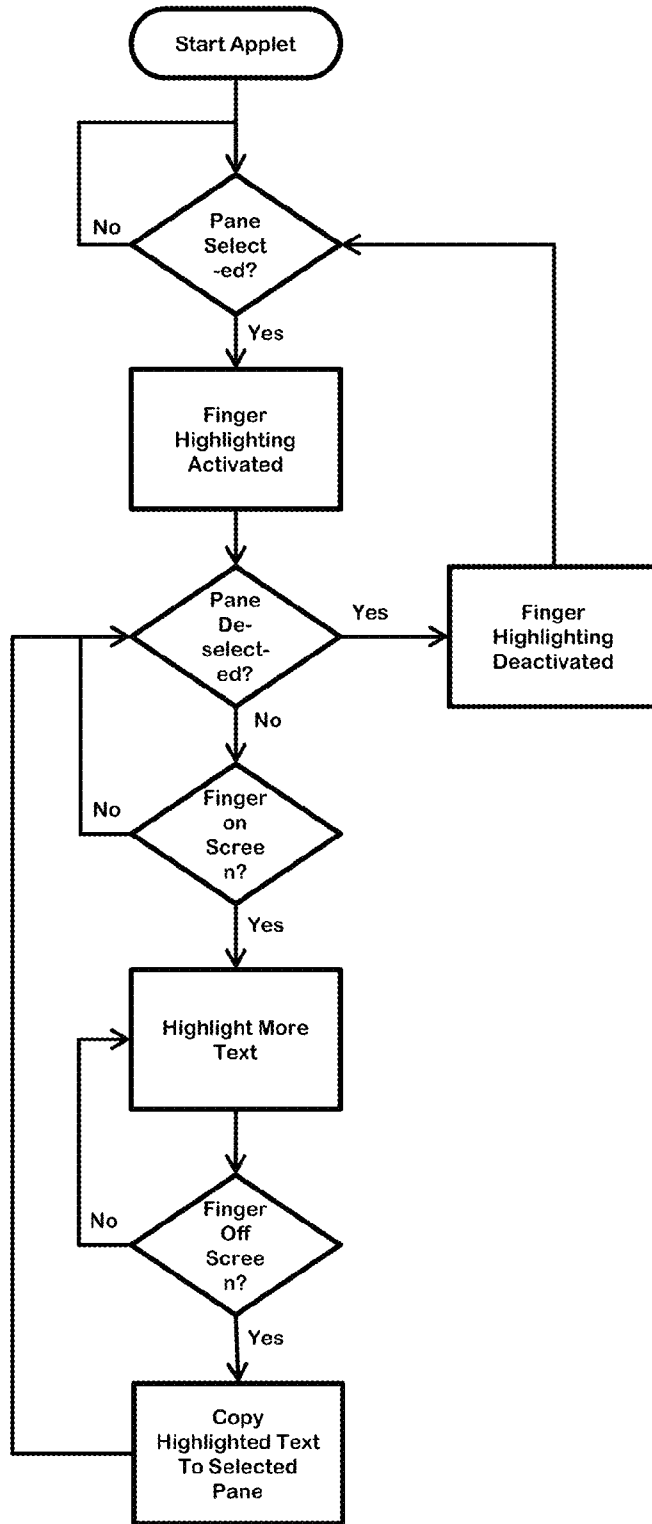 Start Applet
No
Pane
Select
-ed?
Yes
Finger
Highlighting
Activated
Pane
De-
select-
ed?
Yes
Finger
Highlighting
Deactivated
No
No
Finger
on
Scree
n?
Yes
Highlight More
Text
No
Finger
Off
Scree
n?
Yes
Copy
Highlighted Text
To Selected
Pane